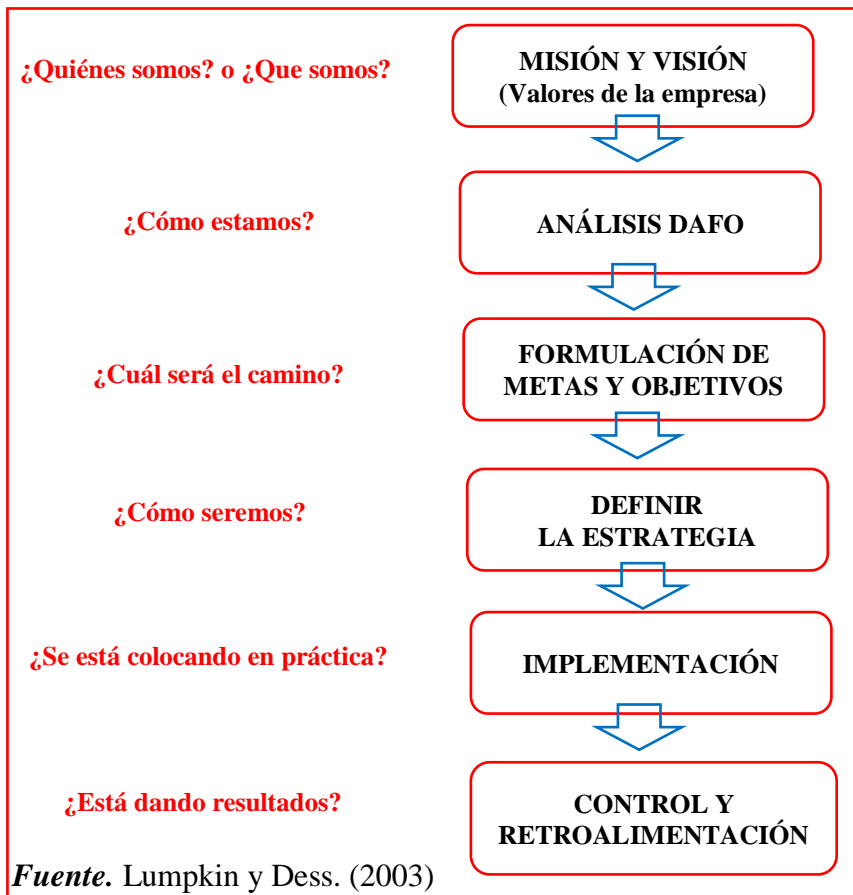 ¿Quiénes somos? o ¿Que somos?
MISIÓN Y VISIÓN
(Valores de la empresa)
¿Cómo estamos?
ANÁLISIS DAFO
¿Cuál será el camino?
FORMULACIÓN DE
METAS Y OBJETIVOS
¿Cómo seremos?
DEFINIR
LA ESTRATEGIA
¿Se está colocando en práctica?
IMPLEMENTACIÓN
¿Está dando resultados?
CONTROL Y
RETROALIMENTACIÓN
Fuente. Lumpkin y Dess. (2003)